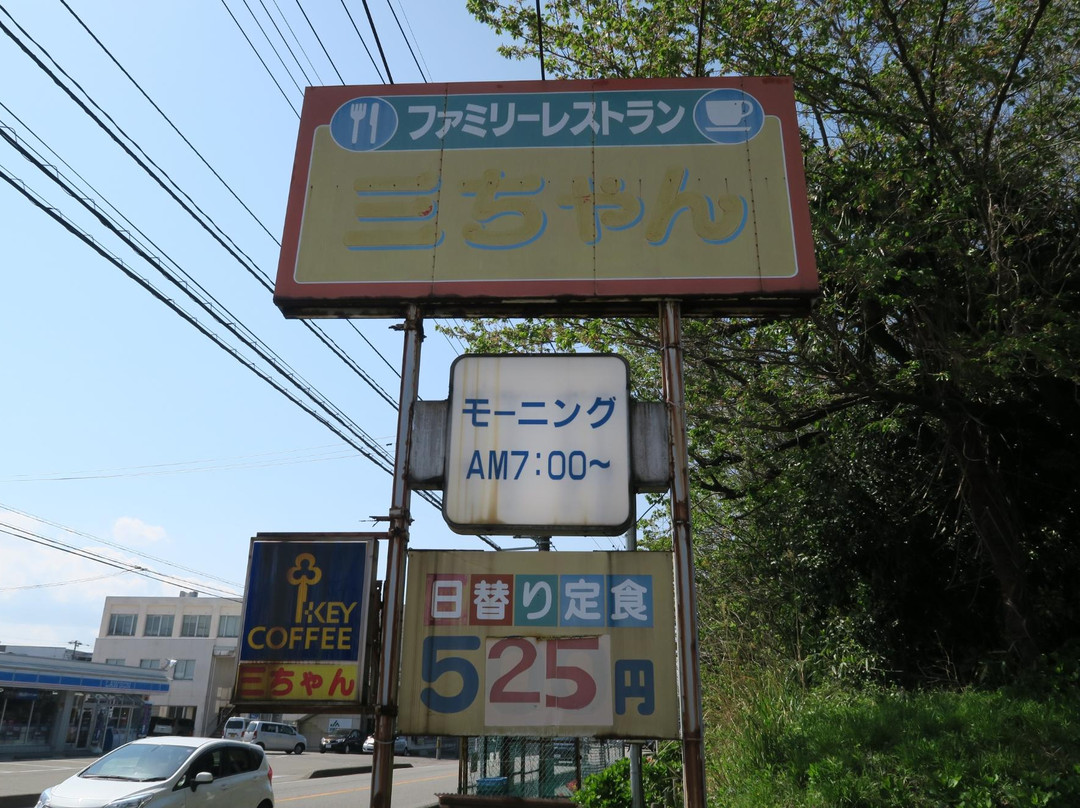 ファミリーレストラン
三ちゃん
モーニング
AM7:00~
KEY
COFFEE
三ちゃん
日替り定食
525円
LAWSON